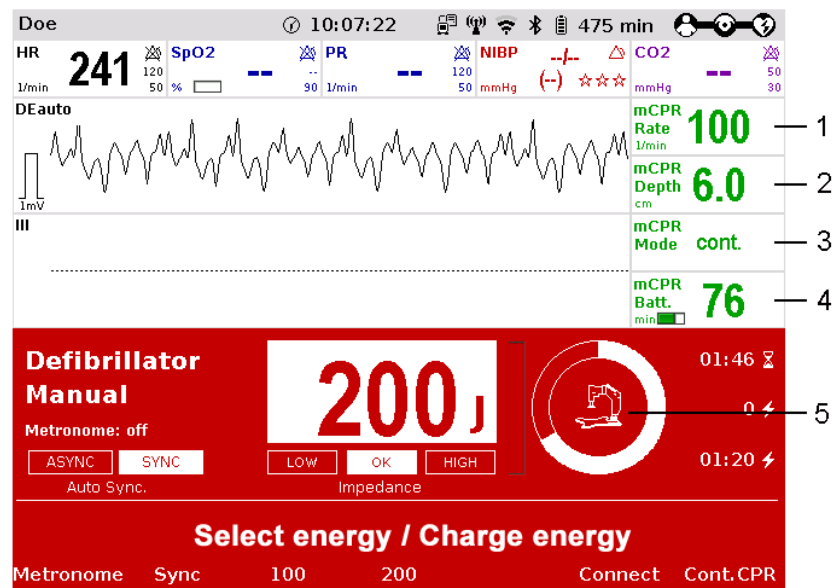 Doe 10:07:22 475 min
HR 241 1/min 120 50
SpO2 % -- -- 90
PR 1/min -- 120 50
NIBP mmHg --/-- (--)
CO2 mmHg -- 50 30
DEauto
1mV
mCPR Rate 1/min 100 1
mCPR Depth cm 6.0 2
III
mCPR Mode cont. 3
mCPR Batt. min 76 4
Defibrillator
Manual
Metronome: off
ASYNC SYNC
Auto Sync.
200 J
LOW OK HIGH
Impedance
01:46
0
5
01:20
Select energy / Charge energy
Metronome Sync 100 200 Connect Cont.CPR